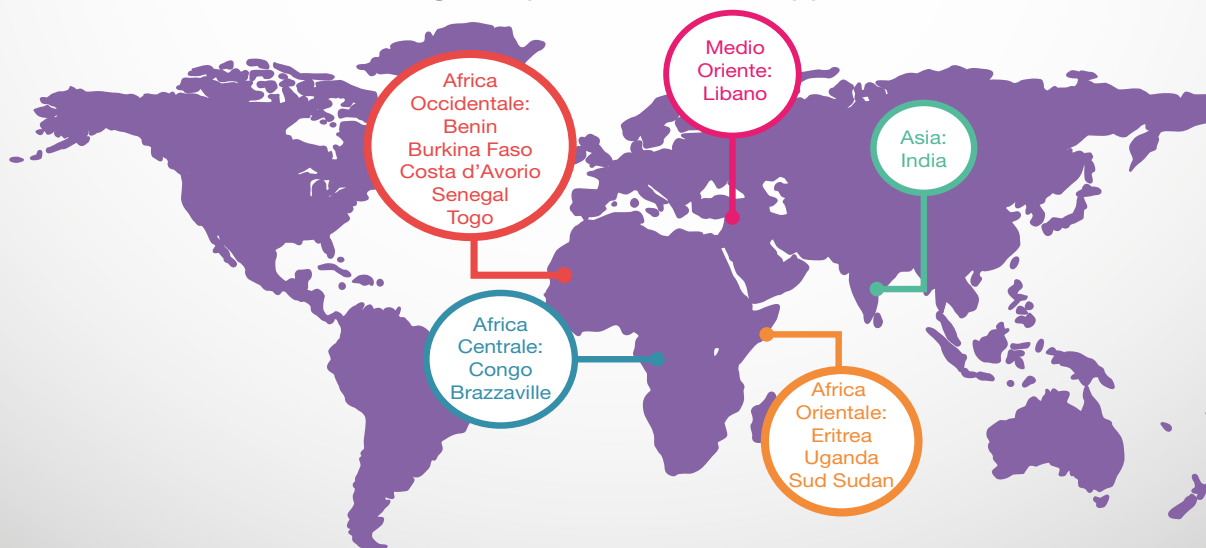 Africa
Occidentale:
Benin
Burkina Faso
Costa d'Avorio
Senegal
Togo
Medio
Oriente:
Libano
Asia:
India
Africa
Centrale:
Congo
Brazzaville
Africa
Orientale:
Eritrea
Uganda
Sud Sudan